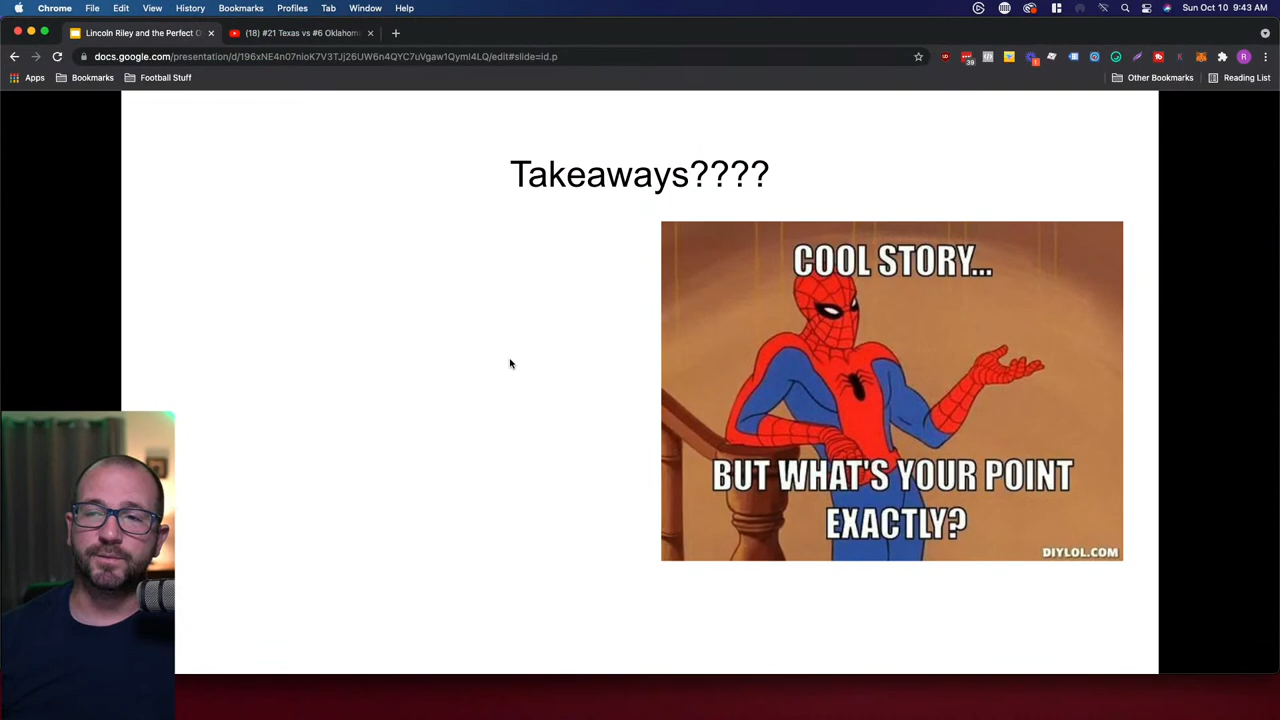 Chrome File Edit View History Bookmarks Profiles Tab Window Help Sun Oct 10 9:43 AM
Lincoln Riley and the Perfect O (18) #21 Texas vs #6 Oklahom
docs.google.com/presentation/d/196xNE4n07nloK7V3TJj26UW6n4QYC7uVgaw1QymI4LQ/edit#slide=id.p
Apps Bookmarks Football Stuff Other Bookmarks Reading List
Takeaways????
COOL STORY...
BUT WHAT'S YOUR POINT
EXACTLY?
DIYLOL.COM